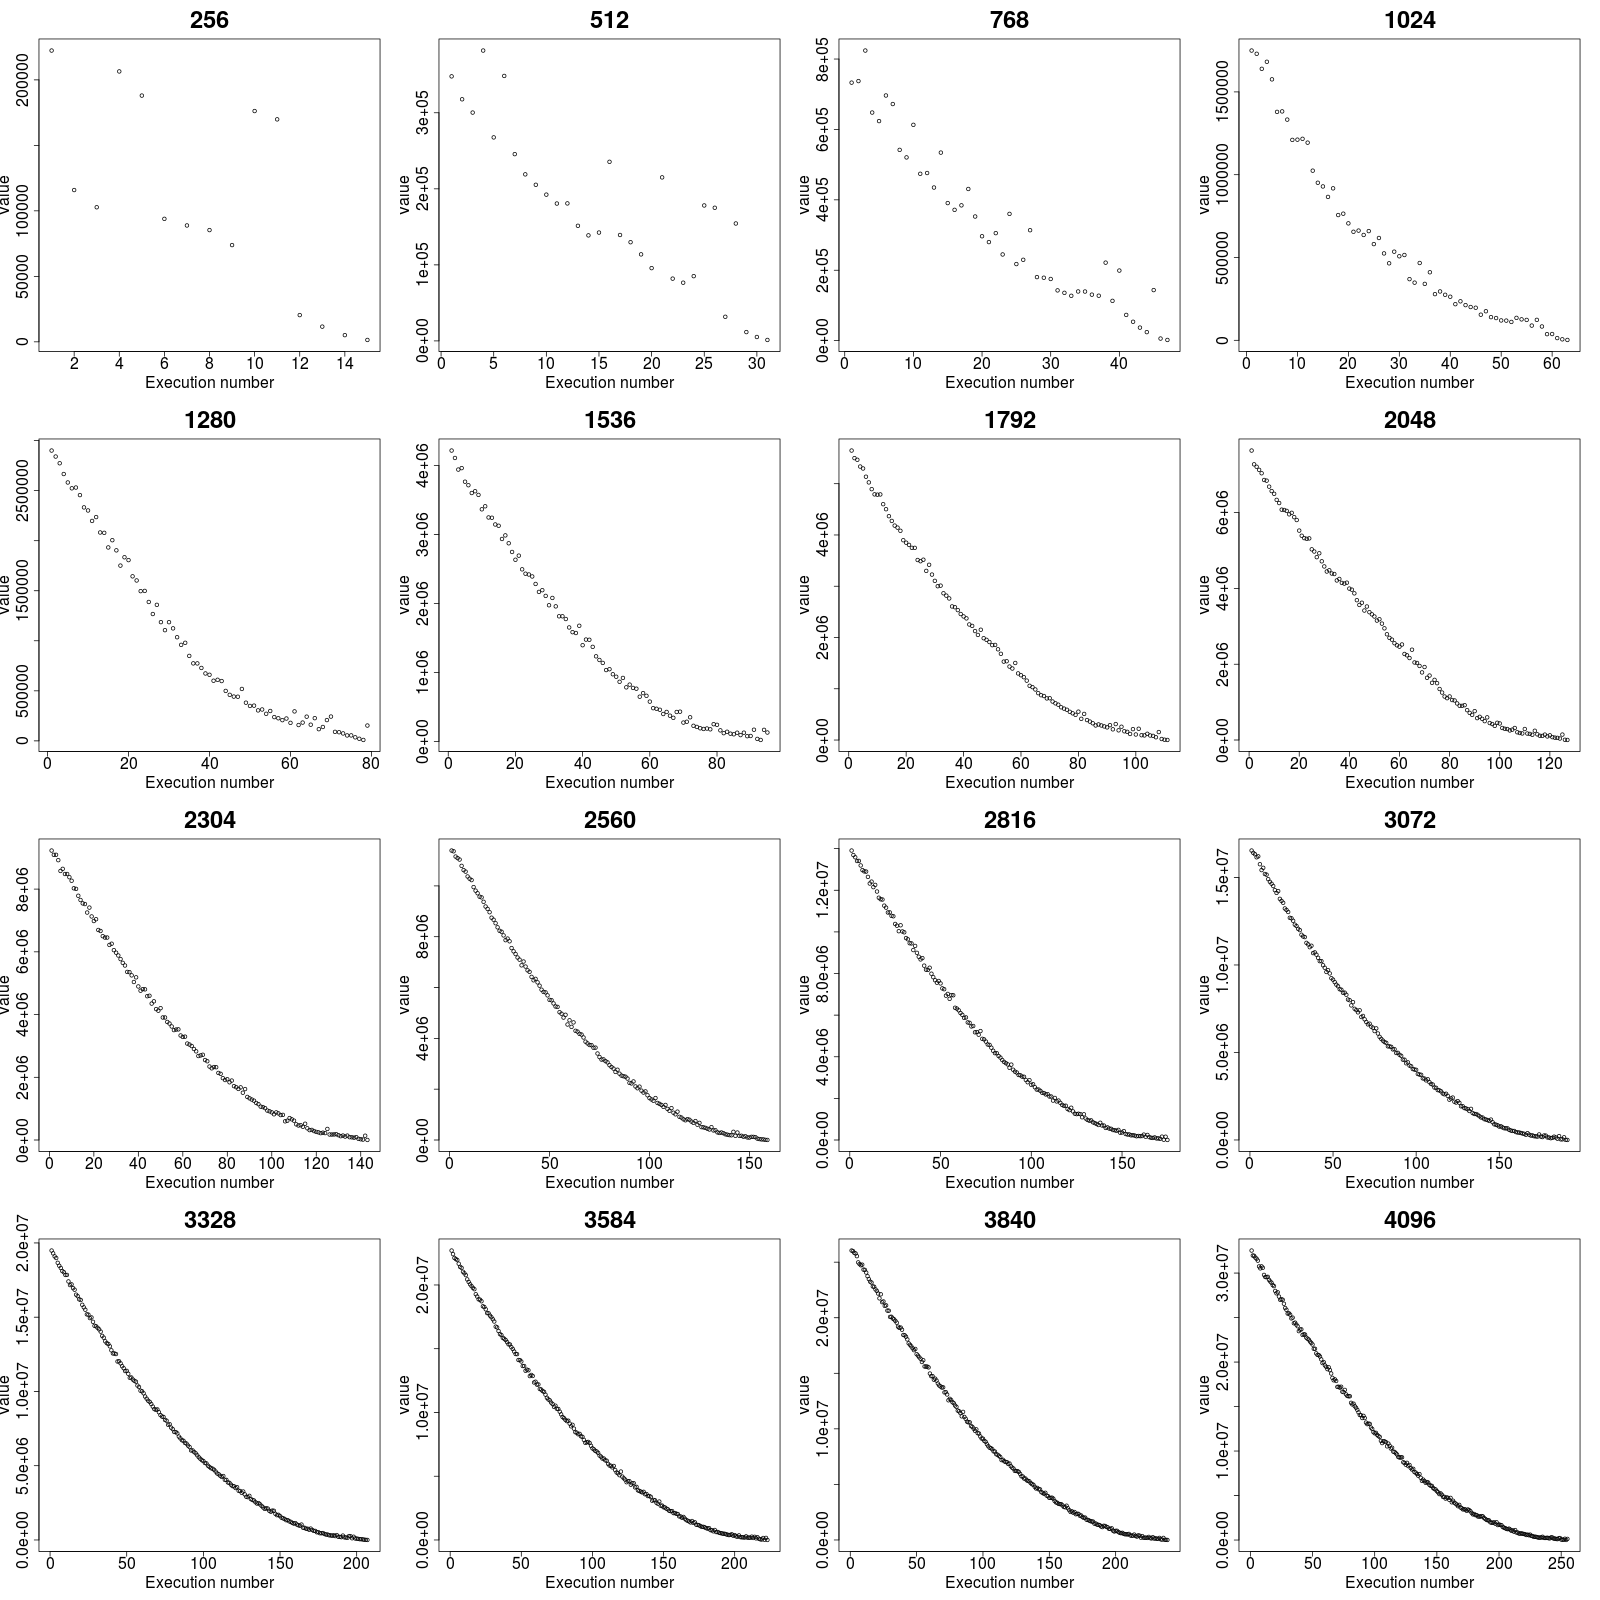 256
value
0 50000 100000 200000
2 4 6 8 10 12 14
Execution number
512
value
0e+00 1e+05 2e+05 3e+05
0 5 10 15 20 25 30
Execution number
768
value
0e+00 2e+05 4e+05 6e+05 8e+05
0 10 20 30 40
Execution number
1024
value
0 500000 1000000 1500000
0 10 20 30 40 50 60
Execution number
1280
value
0 500000 1500000 2500000
0 20 40 60 80
Execution number
1536
value
0e+00 1e+06 2e+06 3e+06 4e+06
0 20 40 60 80
Execution number
1792
value
0e+00 2e+06 4e+06
0 20 40 60 80 100
Execution number
2048
value
0e+00 2e+06 4e+06 6e+06
0 20 40 60 80 100 120
Execution number
2304
value
0e+00 2e+06 4e+06 6e+06 8e+06
0 20 40 60 80 100 120 140
Execution number
2560
value
0e+00 4e+06 8e+06
0 50 100 150
Execution number
2816
value
0.0e+00 4.0e+06 8.0e+06 1.2e+07
0 50 100 150
Execution number
3072
value
0.0e+00 5.0e+06 1.0e+07 1.5e+07
0 50 100 150
Execution number
3328
value
0.0e+00 5.0e+06 1.0e+07 1.5e+07 2.0e+07
0 50 100 150 200
Execution number
3584
value
0.0e+00 1.0e+07 2.0e+07
0 50 100 150 200
Execution number
3840
value
0.0e+00 1.0e+07 2.0e+07
0 50 100 150 200
Execution number
4096
value
0.0e+00 1.0e+07 2.0e+07 3.0e+07
0 50 100 150 200 250
Execution number